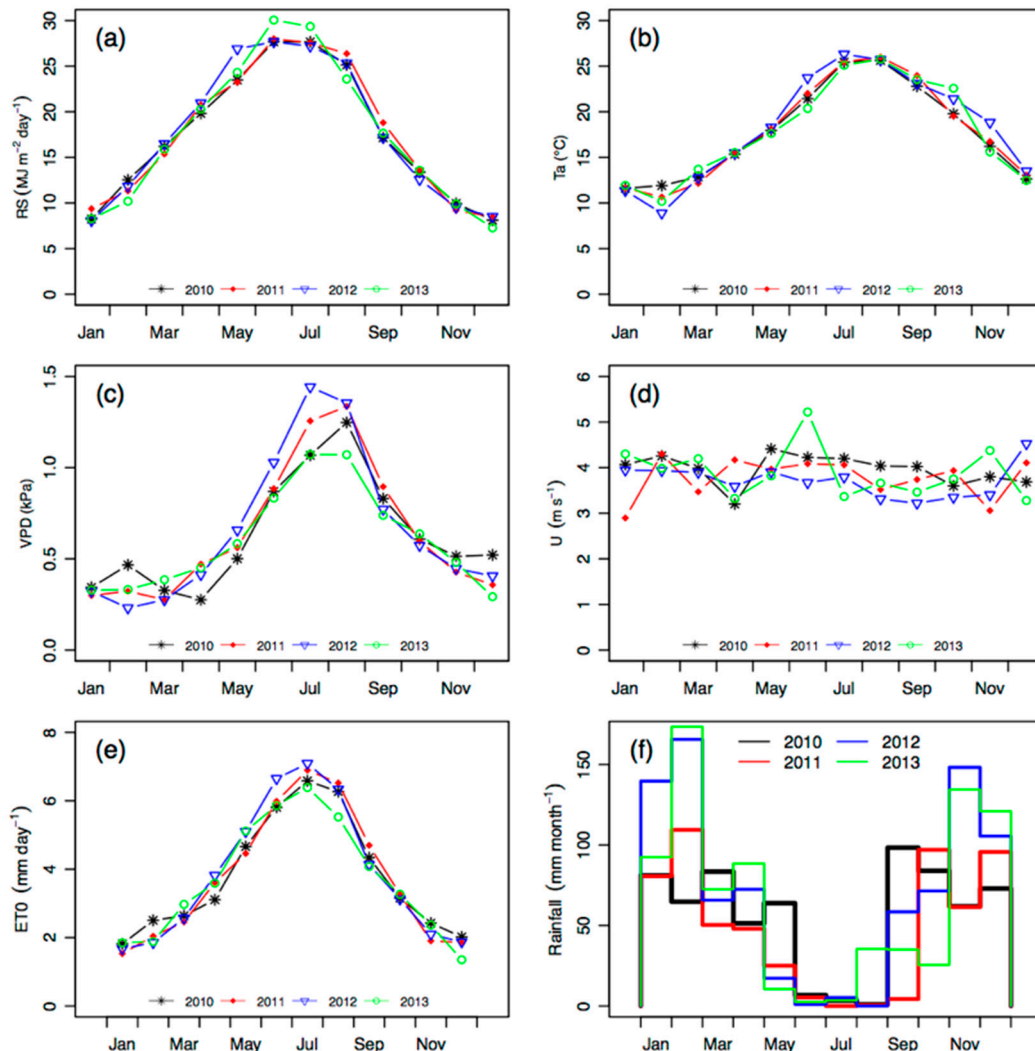 (a)
RS (MJ m⁻² day⁻¹)
30
25
20
15
10
5
0
2010 2011 2012 2013
Jan Mar May Jul Sep Nov
(b)
Ta (°C)
30
25
20
15
10
5
0
2010 2011 2012 2013
Jan Mar May Jul Sep Nov
(c)
VPD (kPa)
1.5
1.0
0.5
0.0
2010 2011 2012 2013
Jan Mar May Jul Sep Nov
(d)
U (m s⁻¹)
6
5
4
3
2
1
0
2010 2011 2012 2013
Jan Mar May Jul Sep Nov
(e)
ET0 (mm day⁻¹)
8
6
4
2
0
2010 2011 2012 2013
Jan Mar May Jul Sep Nov
(f)
Rainfall (mm month⁻¹)
150
100
50
0
2010 2012
2011 2013
Jan Mar May Jul Sep Nov